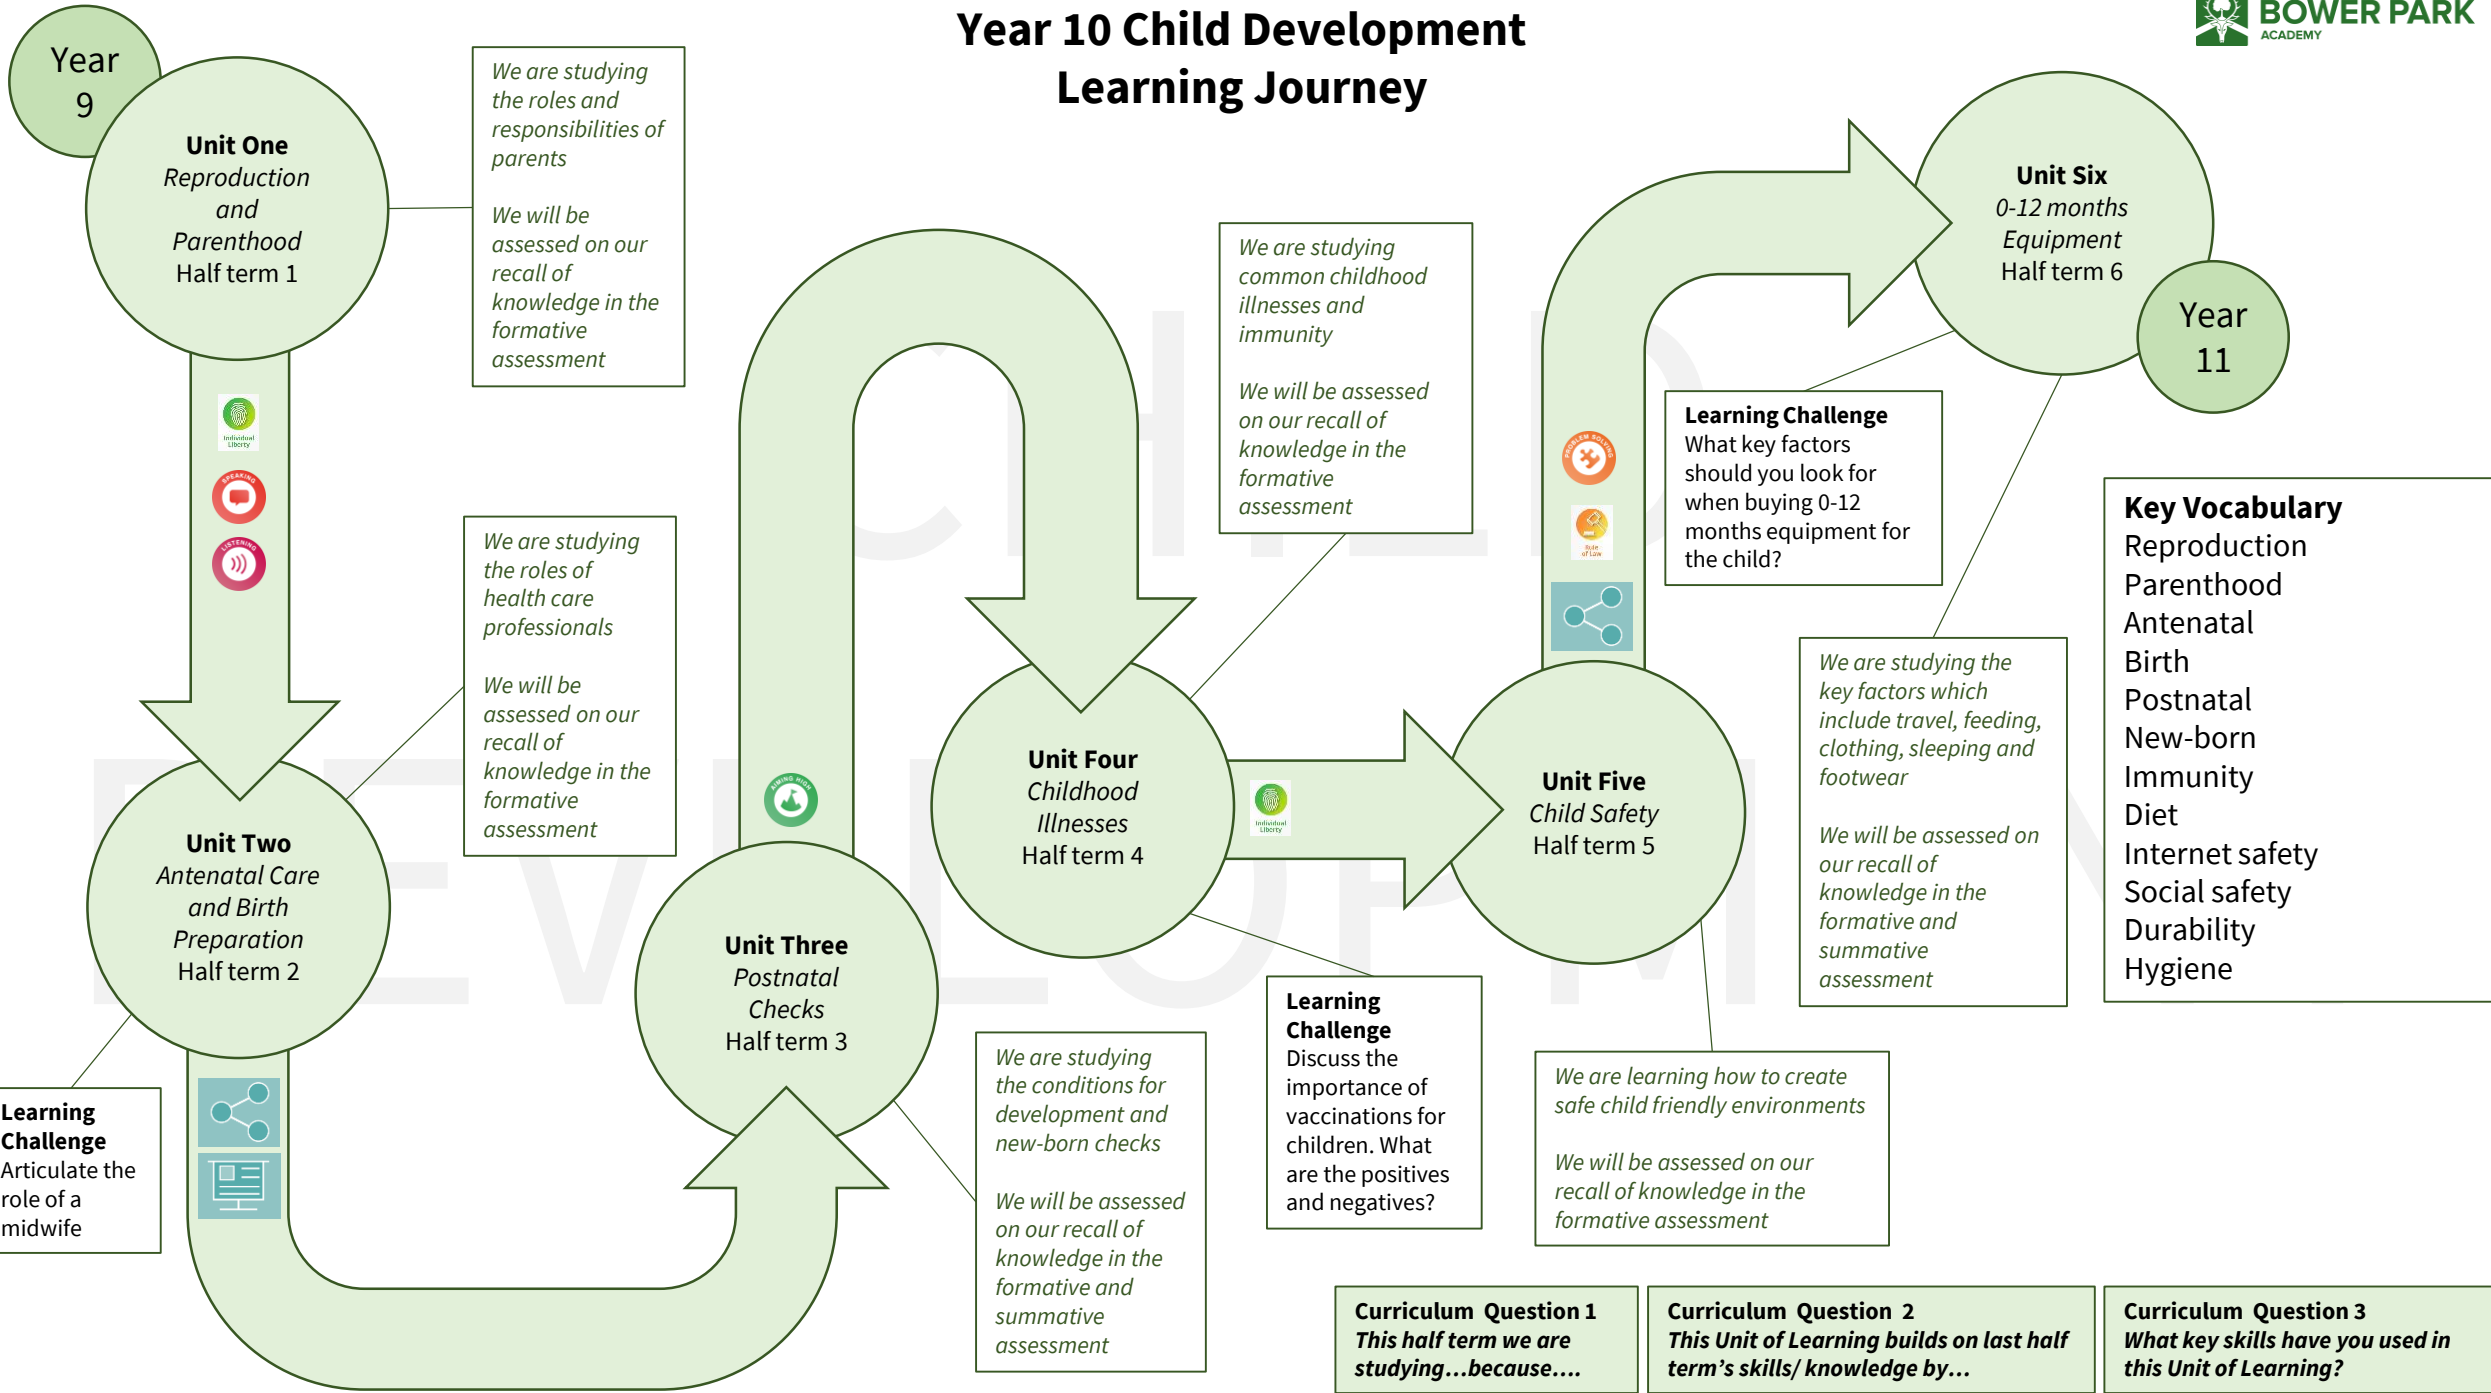 Year 10 Child Development
Learning Journey
BOWER PARK
ACADEMY
Year
9
Unit One
Reproduction
and
Parenthood
Half term 1
We are studying
the roles and
responsibilities of
parents
We will be
assessed on our
recall of
knowledge in the
formative
assessment
Individual
Liberty
SPEAKING
LISTENING
Unit Two
Antenatal Care
and Birth
Preparation
Half term 2
We are studying
the roles of
health care
professionals
We will be
assessed on our
recall of
knowledge in the
formative
assessment
Learning
Challenge
Articulate the
role of a
midwife
Unit Three
Postnatal
Checks
Half term 3
We are studying
the conditions for
development and
new-born checks
We will be assessed
on our recall of
knowledge in the
formative and
summative
assessment
AIMING HIGH
Unit Four
Childhood
Illnesses
Half term 4
We are studying
common childhood
illnesses and
immunity
We will be assessed
on our recall of
knowledge in the
formative
assessment
Learning
Challenge
Discuss the
importance of
vaccinations for
children. What
are the positives
and negatives?
Individual
Liberty
Unit Five
Child Safety
Half term 5
We are learning how to create
safe child friendly environments
We will be assessed on our
recall of knowledge in the
formative assessment
PROBLEM SOLVING
Rule
of Law
Unit Six
0-12 months
Equipment
Half term 6
Year
11
Learning Challenge
What key factors
should you look for
when buying 0-12
months equipment for
the child?
We are studying the
key factors which
include travel, feeding,
clothing, sleeping and
footwear
We will be assessed on
our recall of
knowledge in the
formative and
summative
assessment
Key Vocabulary
Reproduction
Parenthood
Antenatal
Birth
Postnatal
New-born
Immunity
Diet
Internet safety
Social safety
Durability
Hygiene
Curriculum Question 1
This half term we are
studying...because....
Curriculum Question 2
This Unit of Learning builds on last half
term's skills/ knowledge by...
Curriculum Question 3
What key skills have you used in
this Unit of Learning?